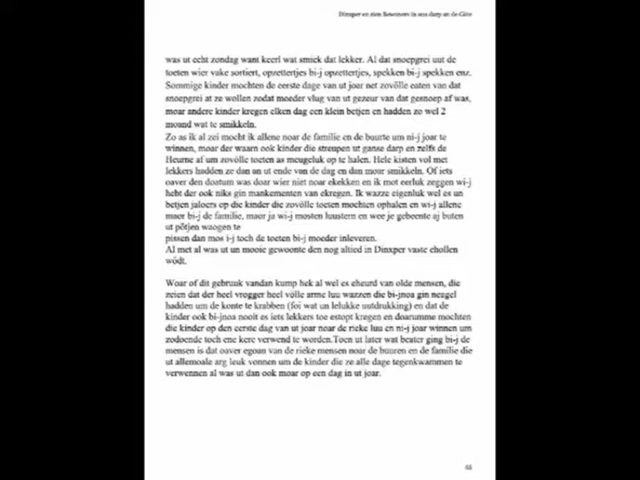 Dinxper en zien Bewoners in ons darp an de Güte
was ut echt zondag want keerl wat smiek dat lekker. Al dat snoepgrei uut de
toeten wier vake sortiert, opzettertjes bi-j opzettertjes, spekken bi-j spekken enz.
Sommige kinder mochten de eerste dage van ut joar net zovölle eaten van dat
snoepgrei at ze wollen zodat moeder vlug van ut gezeur van dat gesnoep af was,
moar andere kinder kregen elken dag een klein betjen en hadden zo wel 2
moand wat te smikkeln.
Zo as ik al zei mocht ik allene noar de familie en de buurte um ni-j joar te
winnen, moar der waarn ook kinder die streupen ut ganse darp en zelfs de
Heurne af um zovölle toeten as meugeluk op te halen. Hele kisten vol met
lekkers hadden ze dan an ut ende van de dag en dan moar smikkeln. Of iets
oaver den dostum was doar wier niet noar ekekken en ik mot eerluk zeggen wi-j
hebt der ook niks gin mankementen van ekregen. Ik wazze eigenluk wel es un
betjen jaloers op die kinder die zovölle toeten mochten ophalen en wi-j allene
moar bi-j de familie, moar ja wi-j mosten luustern en wee je gebeente aj buten
ut pötjen waogen te
pissen dan mos i-j toch de toeten bi-j moeder inleveren.
Al met al was ut un mooie gewoonte den nog altied in Dinxper vaste ehollen
wödt.
Woar of dit gebruuk vandan kump hek al wel es eheurd van olde mensen, die
zeien dat der heel vrogger heel völle arme luu wazzen die bi-jnoa gin neagel
hadden um de konte te krabben (foi wat un lelukke uutdrukking) en dat de
kinder ook bi-jnoa nooit es iets lekkers toe estopt kregen en doarumme mochten
die kinder op den eerste dag van ut joar noar de rieke luu en ni-j joar winnen um
zodoende toch ene kere verwend te worden.Toen ut later wat beater ging bi-j de
mensen is dat oaver egoan van de rieke mensen noar de buuren en de familie die
ut allemoale arg leuk vonnen um de kinder die ze alle dage tegenkwammen te
verwennen al was ut dan ook moar op een dag in ut joar.